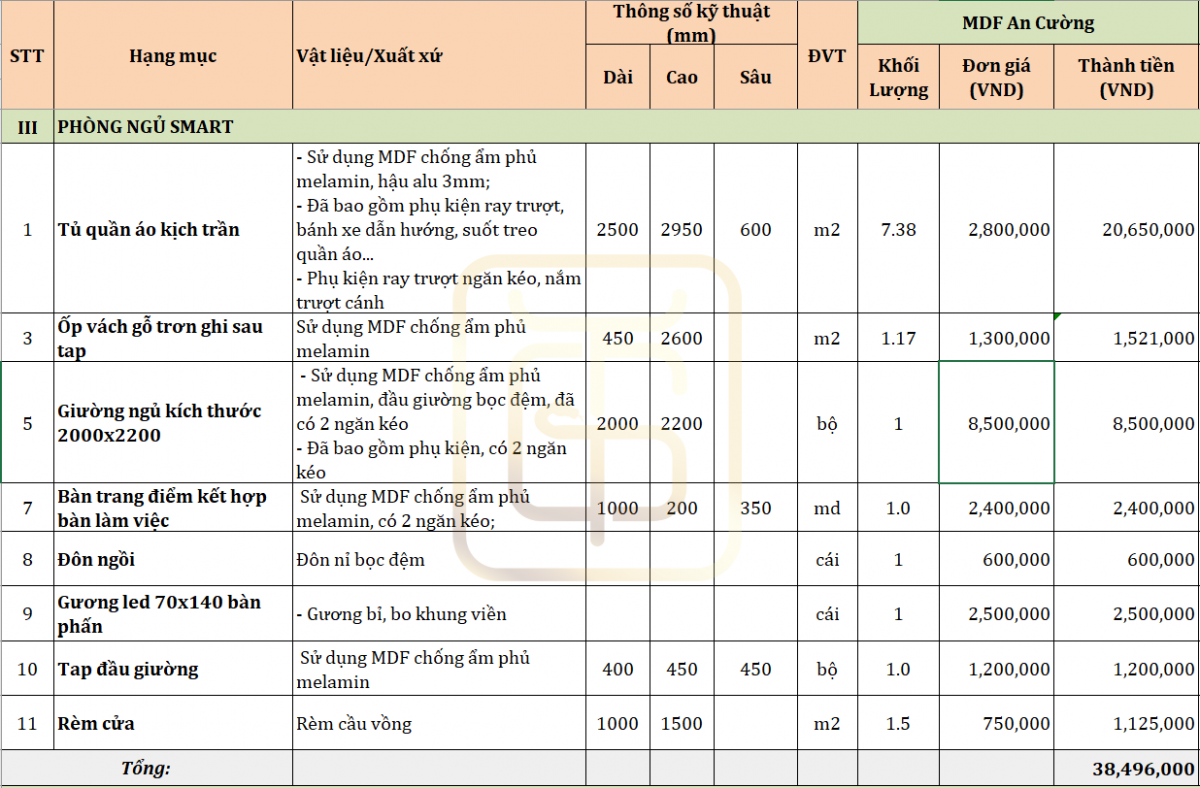 STT
Hạng mục
Vật liệu/Xuất xứ
Thông số kỹ thuật
(mm)
Dài
Cao
Sâu
ĐVT
MDF An Cường
Khối
Lượng
Đơn giá
(VND)
Thành tiền
(VND)
III PHÒNG NGỦ SMART
1
Tủ quần áo kịch trần
- Sử dụng MDF chống ẩm phủ
melamin, hậu alu 3mm;
- Đã bao gồm phụ kiện ray trượt,
bánh xe dẫn hướng, suốt treo
quần áo...
- Phụ kiện ray trượt ngăn kéo, nắm
trượt cánh
2500 2950 600 m2 7.38 2,800,000 20,650,000
3
Ốp vách gỗ trơn ghi sau
tap
Sử dụng MDF chống ẩm phủ
melamin
450 2600 m2 1.17 1,300,000 1,521,000
5
Giường ngủ kích thước
2000x2200
- Sử dụng MDF chống ẩm phủ
melamin, đầu giường bọc đệm, đã
có 2 ngăn kéo
- Đã bao gồm phụ kiện, có 2 ngăn
kéo
2000 2200 bộ 1 8,500,000 8,500,000
7
Bàn trang điểm kết hợp
bàn làm việc
Sử dụng MDF chống ẩm phủ
melamin, có 2 ngăn kéo;
1000 200 350 md 1.0 2,400,000 2,400,000
8 Đôn ngồi Đôn nỉ bọc đệm cái 1 600,000 600,000
9
Gương led 70x140 bàn
phấn
- Gương bỉ, bo khung viền
cái 1 2,500,000 2,500,000
10
Tap đầu giường
Sử dụng MDF chống ẩm phủ
melamin
400 450 450 bộ 1.0 1,200,000 1,200,000
11 Rèm cửa Rèm cầu vồng 1000 1500 m2 1.5 750,000 1,125,000
Tổng: 38,496,000